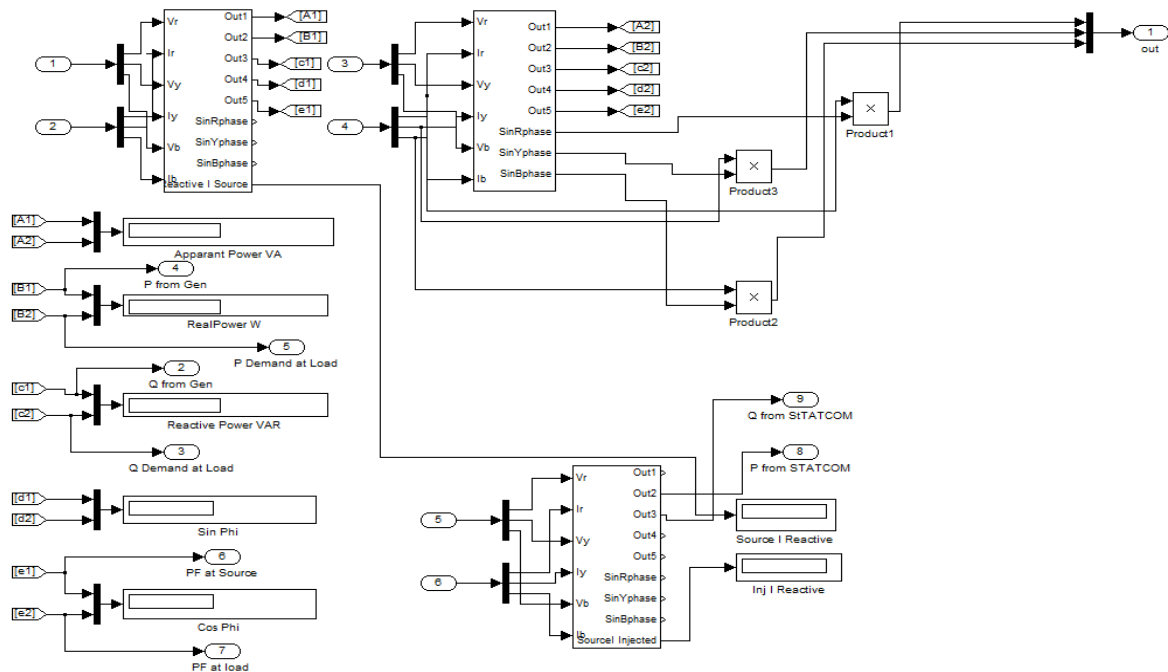 1
2
Vr
Ir
Vy
Iy
Vb
Ib
Out1
Out2
Out3
Out4
Out5
SinRphase
SinYphase
SinBphase
Reactive I Source
[A1]
[B1]
[c1]
[d1]
[e1]
3
4
Vr
Ir
Vy
Iy
Vb
Ib
Out1
Out2
Out3
Out4
Out5
SinRphase
SinYphase
SinBphase
[A2]
[B2]
[c2]
[d2]
[e2]
×
Product1
×
Product3
×
Product2
1
out
[A1]
[A2]
Apparant Power VA
4
P from Gen
[B1]
[B2]
RealPower W
5
P Demand at Load
2
Q from Gen
[c1]
[c2]
Reactive Power VAR
3
Q Demand at Load
[d1]
[d2]
Sin Phi
6
PF at Source
[e1]
[e2]
Cos Phi
7
PF at load
5
6
Vr
Ir
Vy
Iy
Vb
Ib
Out1
Out2
Out3
Out4
Out5
SinRphase
SinYphase
SinBphase
SourceI Injected
9
Q from StTATCOM
8
P from STATCOM
Source I Reactive
Inj I Reactive